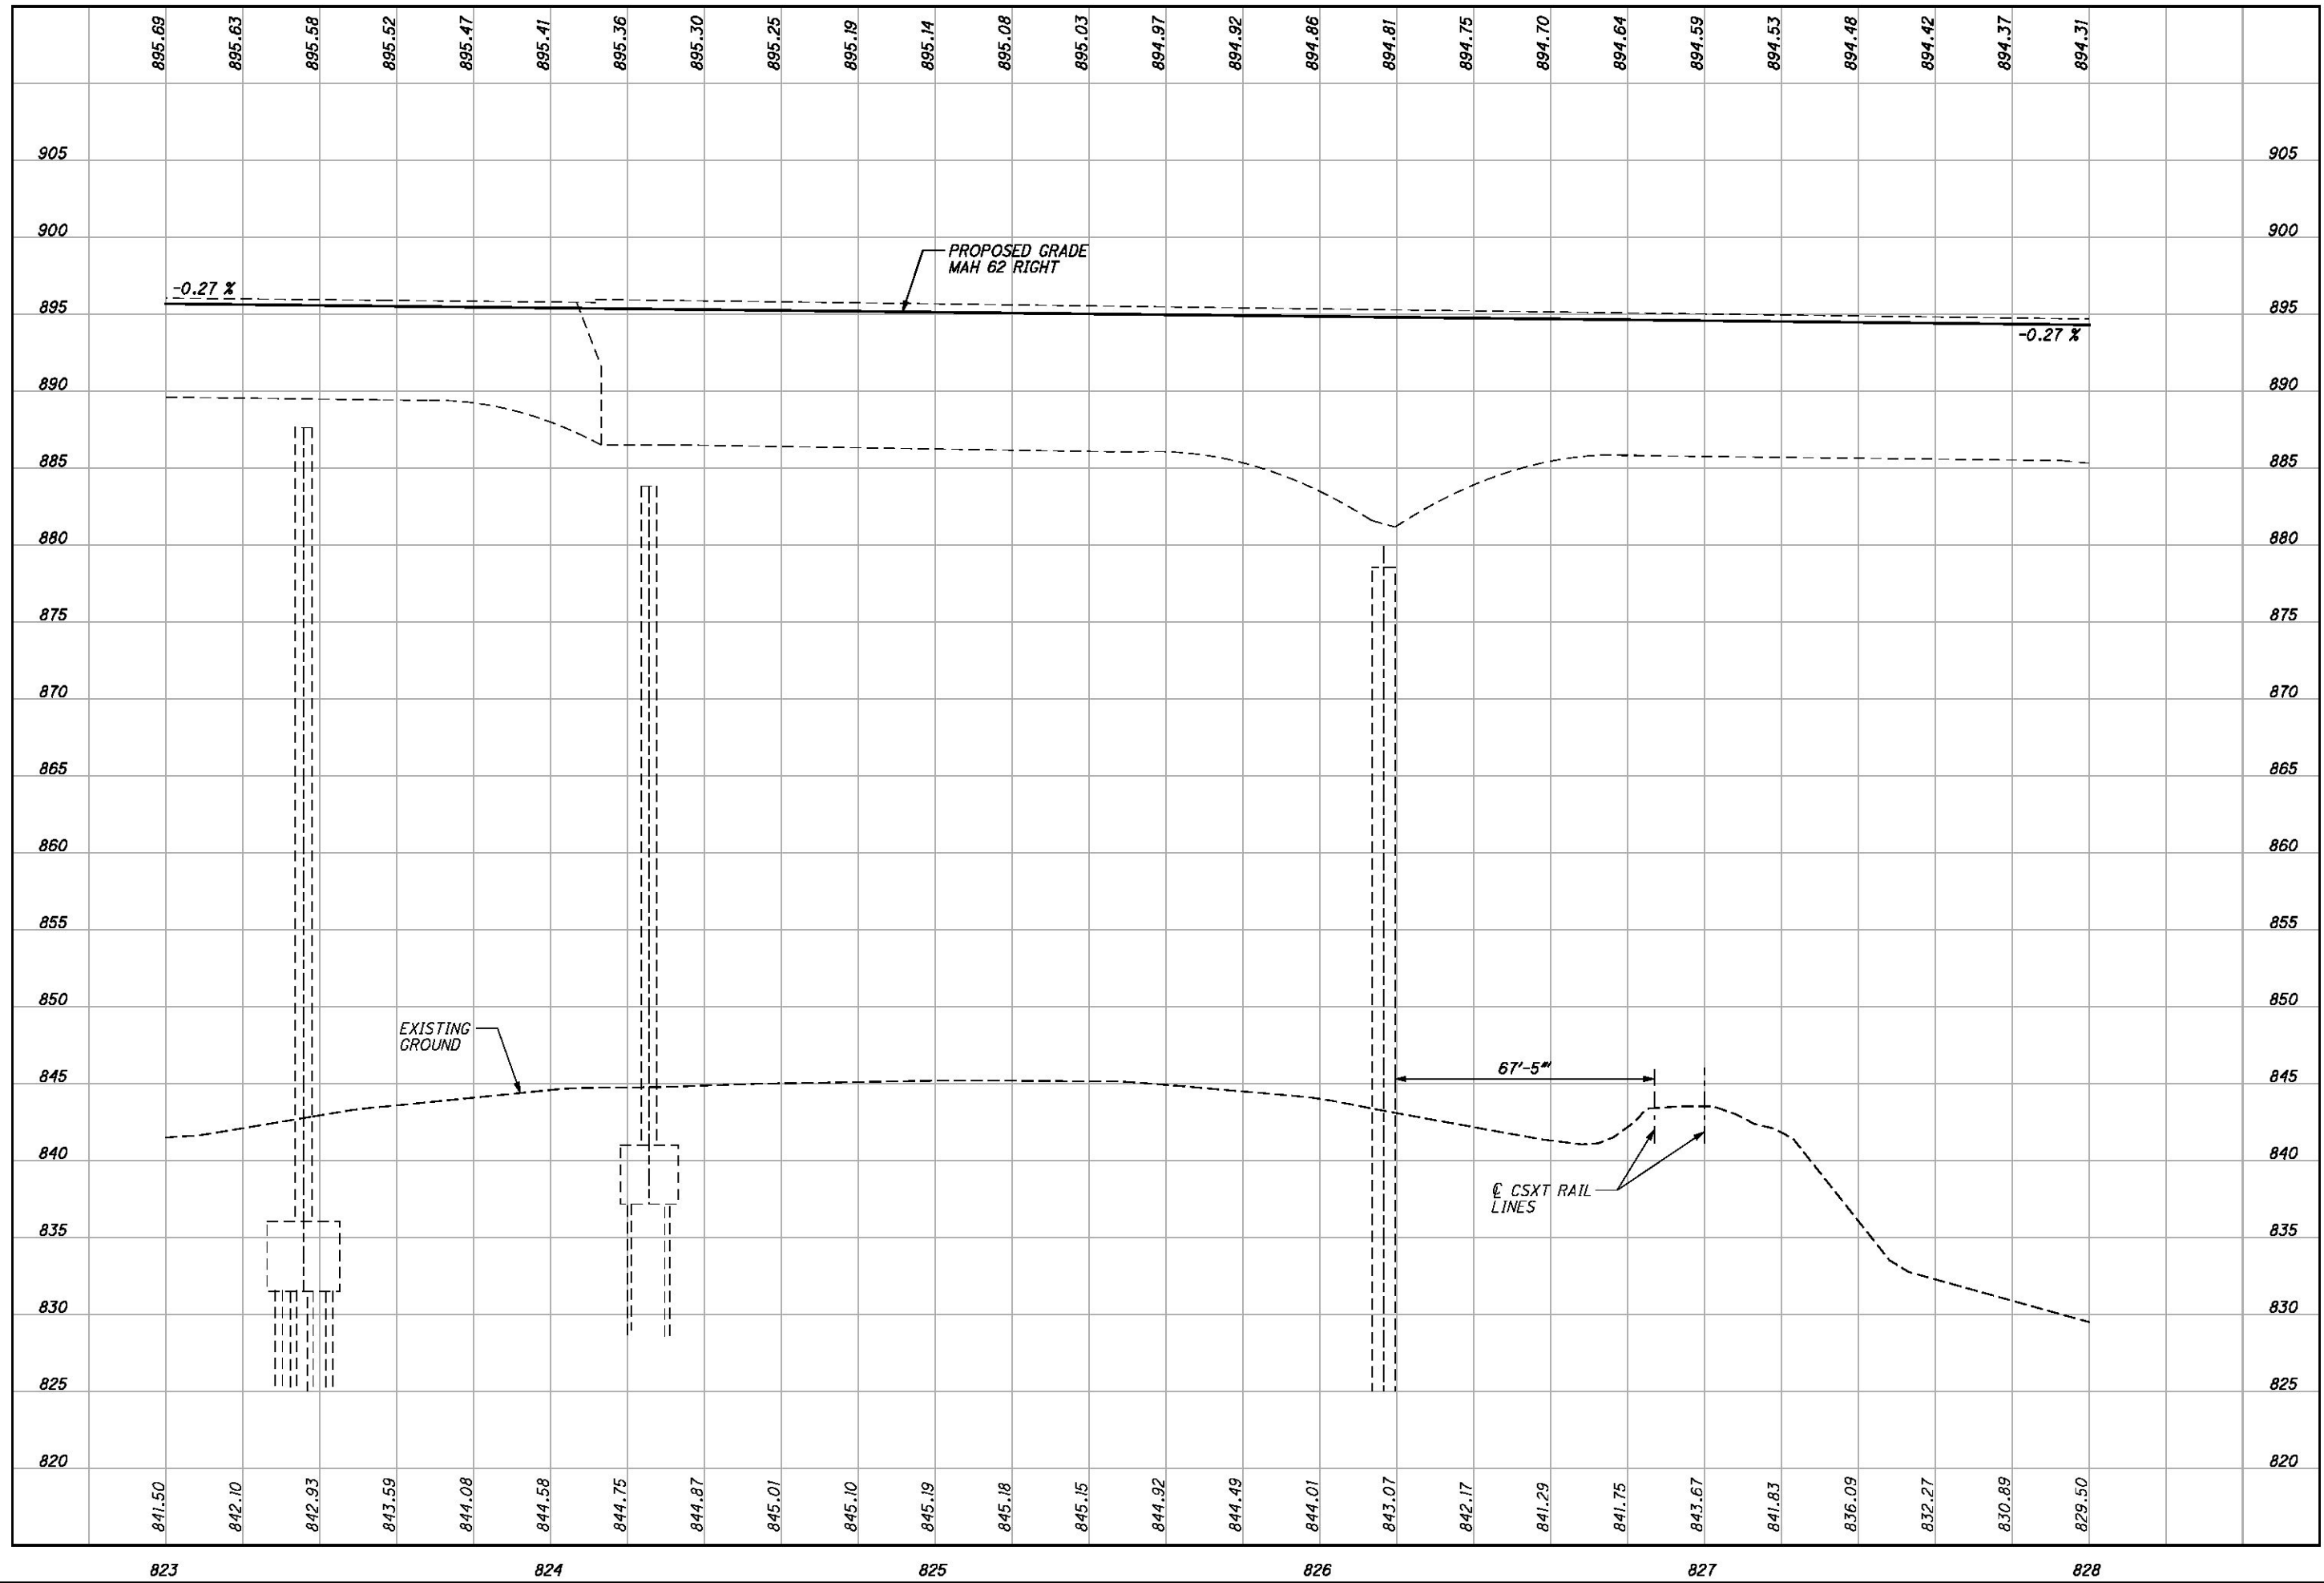 895.69 895.63 895.58 895.52 895.47 895.41 895.36 895.30 895.25 895.19 895.14 895.08 895.03 894.97 894.92 894.86 894.81 894.75 894.70 894.64 894.59 894.53 894.48 894.42 894.37 894.31
905 905
900 900
PROPOSED GRADE
MAH 62 RIGHT
-0.27 %
895 895
-0.27 %
890 890
885 885
880 880
875 875
870 870
865 865
860 860
855 855
850 850
EXISTING
GROUND
67'-5"
845 845
840 840
℄ CSXT RAIL
LINES
835 835
830 830
825 825
820 820
841.50 842.10 842.93 843.59 844.08 844.58 844.75 844.87 845.01 845.10 845.19 845.18 845.15 844.92 844.49 844.01 843.07 842.17 841.29 841.75 843.67 841.83 836.09 832.27 830.89 829.50
823 824 825 826 827 828